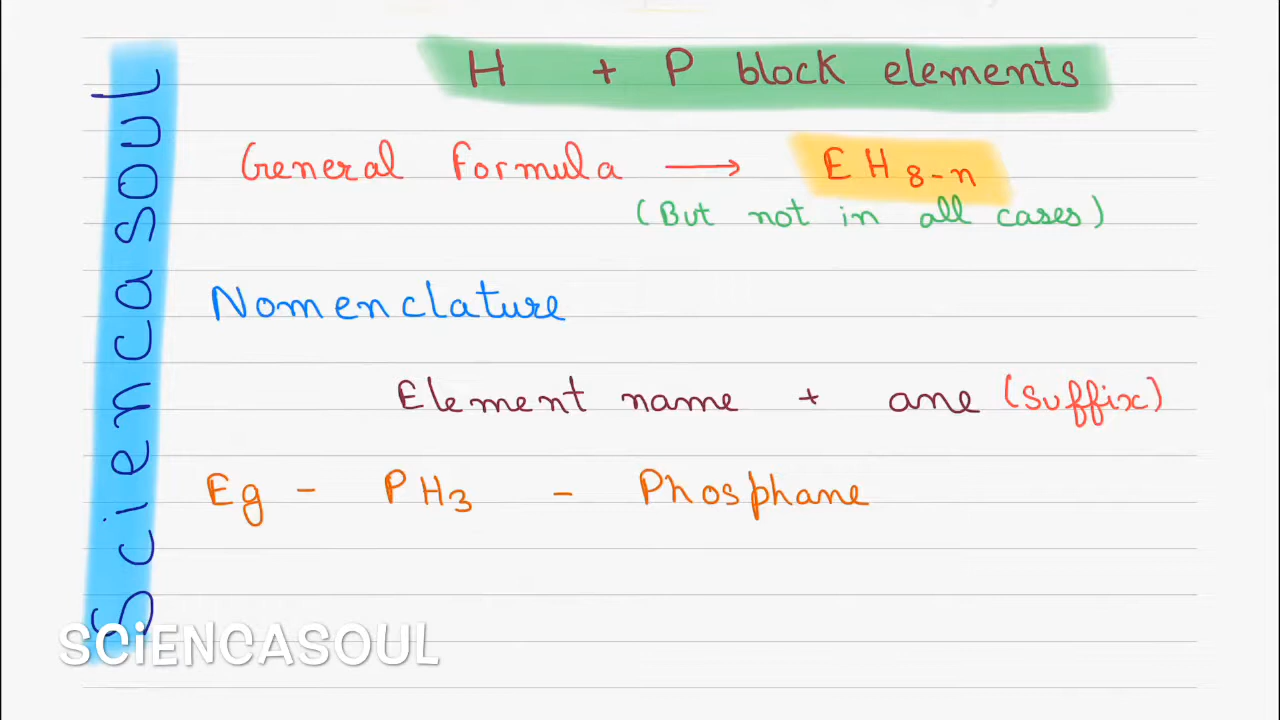 H + P block elements
General Formula → EH8-n
(But not in all cases)
Nomenclature
Element name + ane (Suffix)
Eg - PH3 - Phosphane
Sciencasoul
SCiENCASOUL